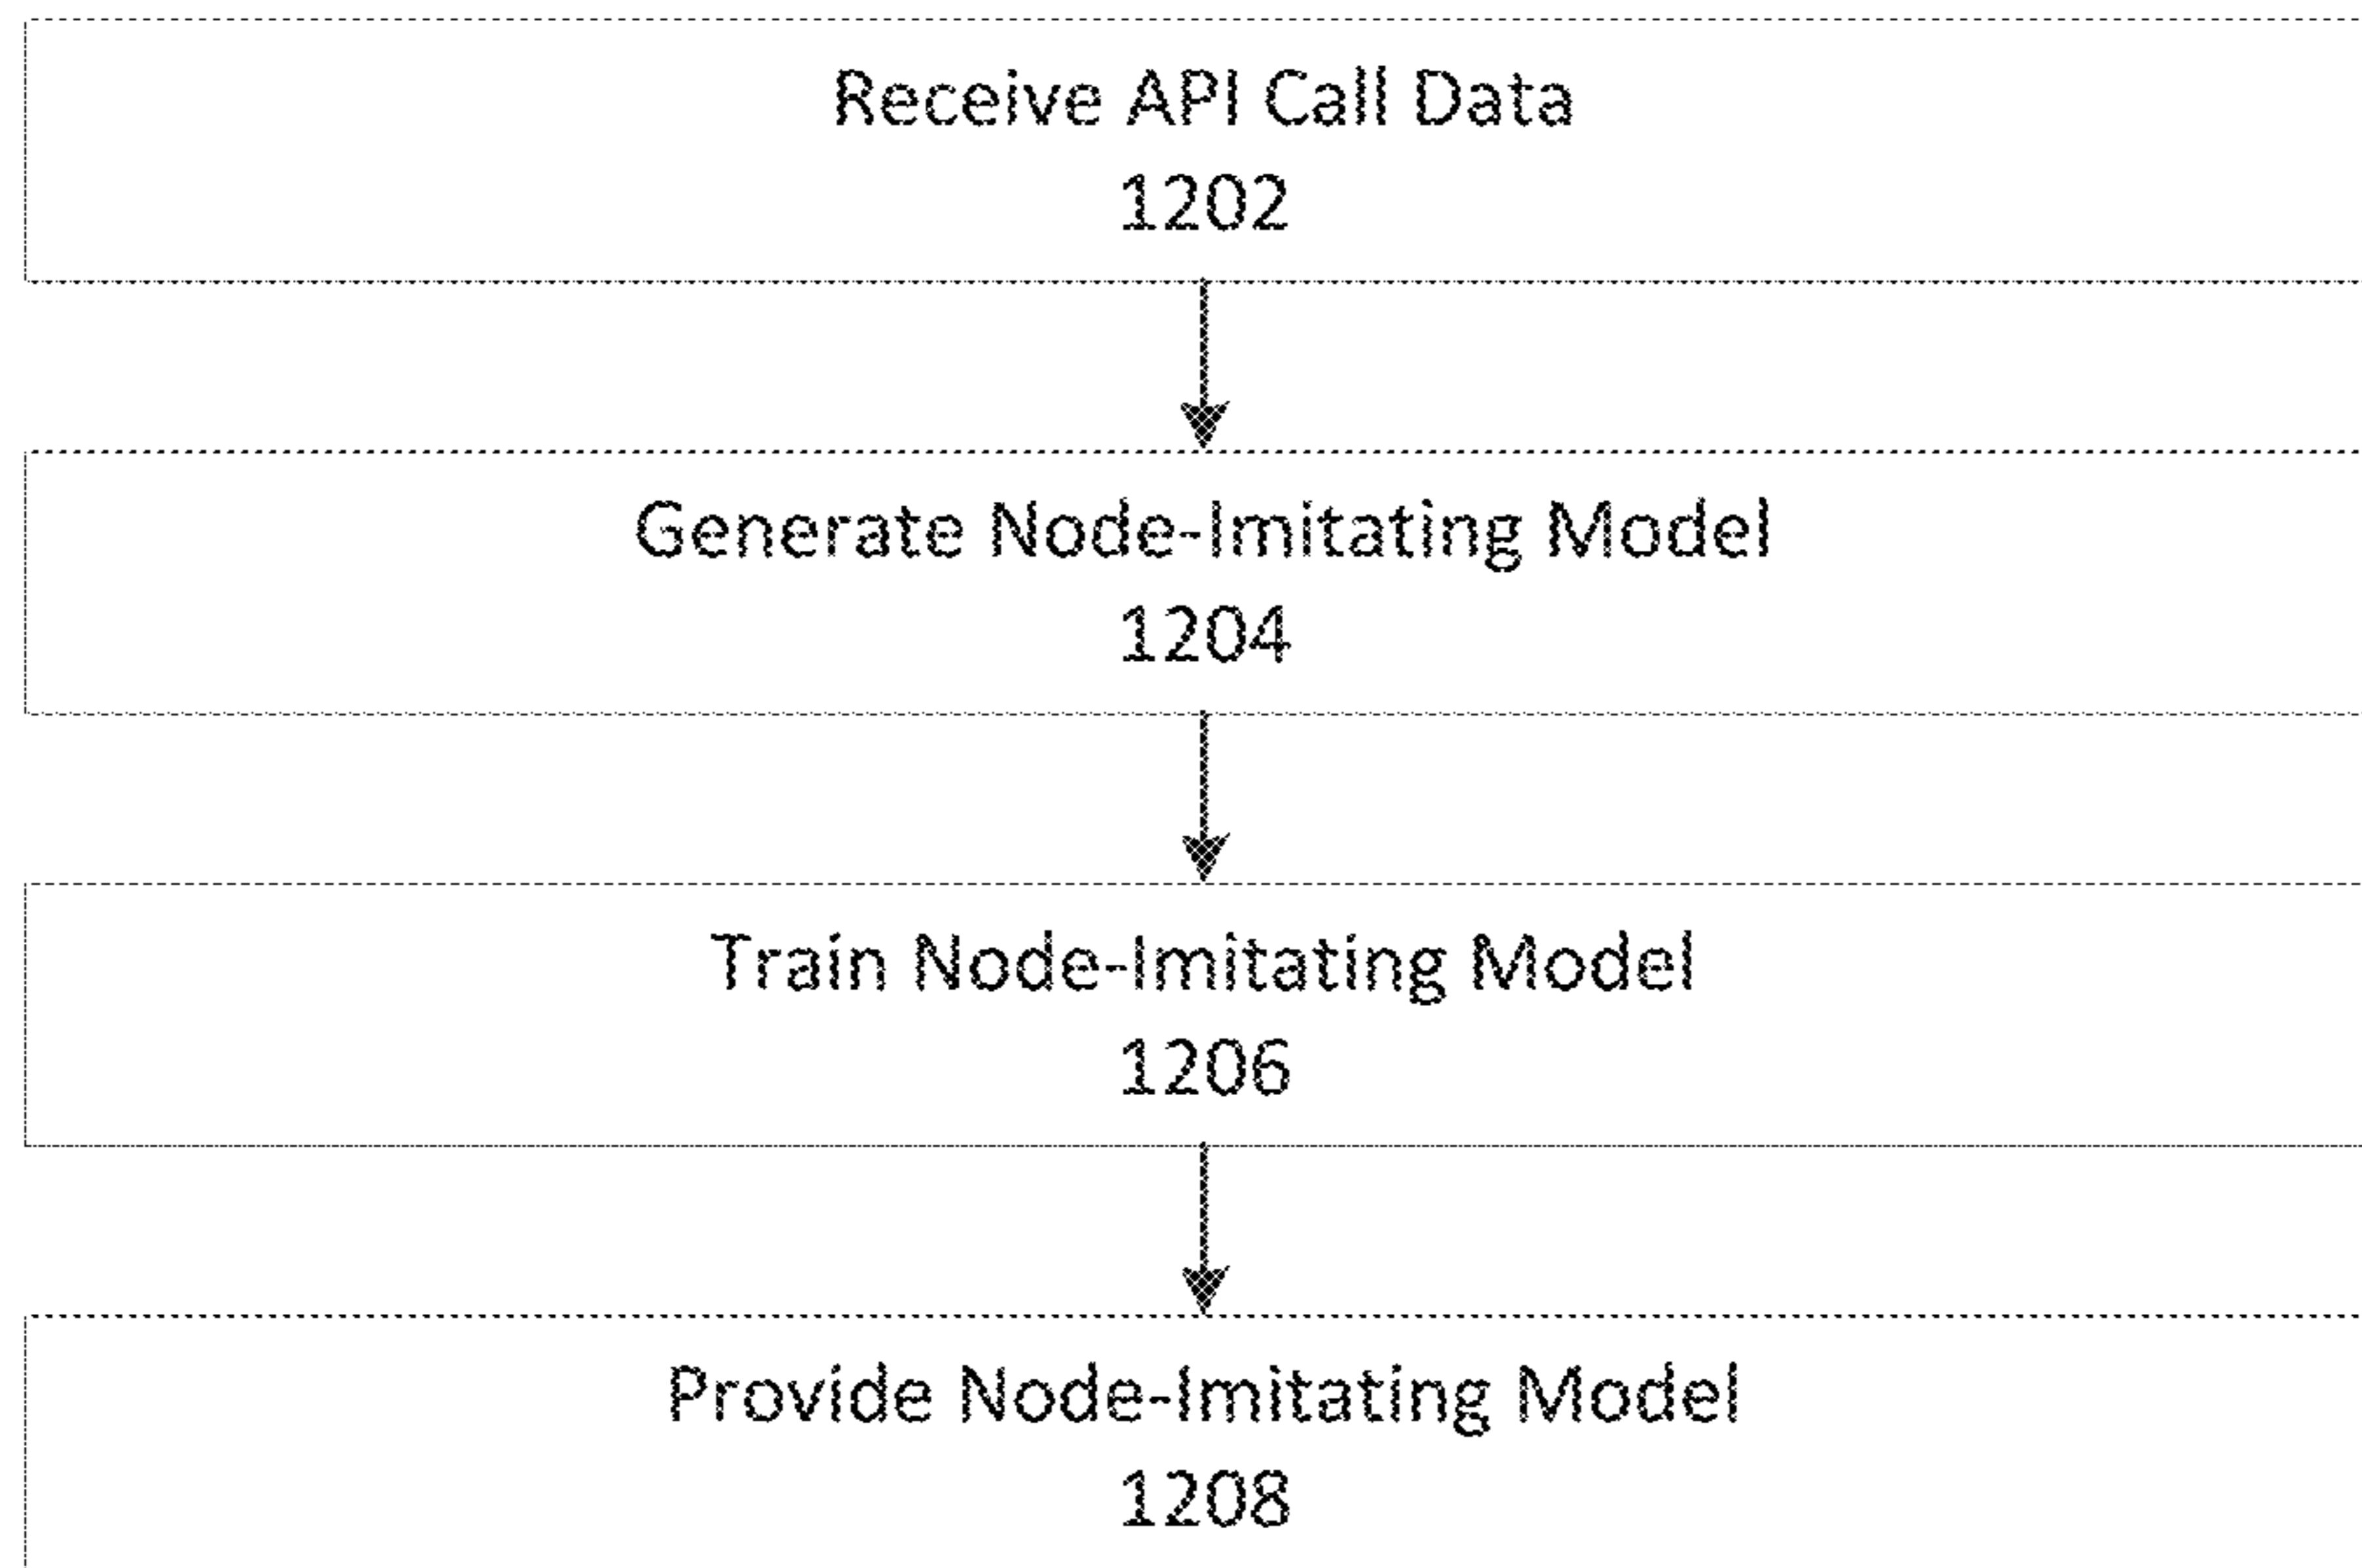 Receive API Call Data
1202
Generate Node-Imitating Model
1204
Train Node-Imitating Model
1206
Provide Node-Imitating Model
1208